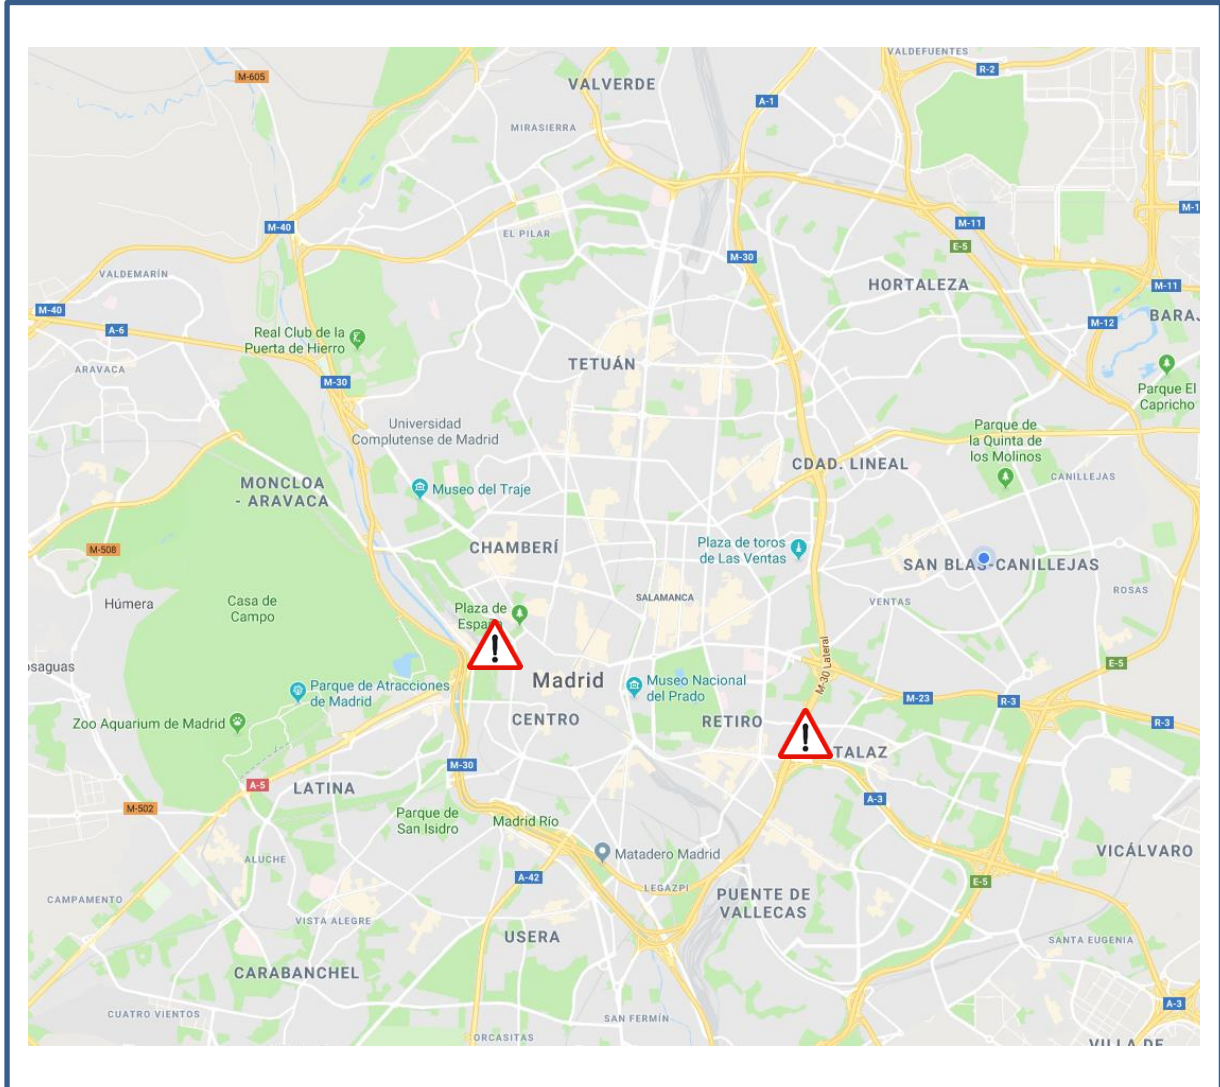 VALDEFUENTES
M-605
R-2
VALVERDE
A-1
MIRASIERRA
M-40
EL PILAR
M-11
E-5
M-30
VALDEMARÍN
HORTALEZA
M-11
M-40
A-6
Real Club de la
Puerta de Hierro
M-12
TETUÁN
ARAVACA
M-30
Parque El
Capricho
Universidad
Complutense de Madrid
Parque de
la Quinta de
los Molinos
CDAD. LINEAL
CANILLEJAS
MONCLOA
- ARAVACA
Museo del Traje
M-508
CHAMBERÍ
Plaza de toros
de Las Ventas
SAN BLAS-CANILLEJAS
ROSAS
Húmera
Casa de
Campo
Plaza de
SALAMANCA
VENTAS
M-30 Lateral
E-5
Madrid
Parque de Atracciones
de Madrid
Museo Nacional
del Prado
M-23
R-3
Zoo Aquarium de Madrid
CENTRO
RETIRO
R-3
TALAZ
M-30
A-5
LATINA
A-3
M-502
Parque de
San Isidro
Madrid Río
Matadero Madrid
VICÁLVARO
ALUCHE
A-42
LEGAZPI
E-5
CAMPAMENTO
PUENTE DE
VALLECAS
VISTA ALEGRE
USERA
SANTA EUGENIA
CARABANCHEL
A-3
CUATRO VIENTOS
SAN FERMÍN
ORCASITAS